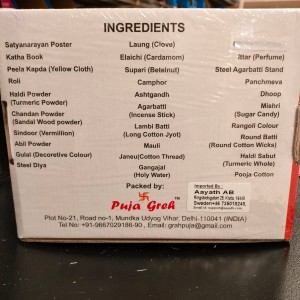 INGREDIENTS
Satyanarayan Poster
Katha Book
Peela Kapda (Yellow Cloth)
Roli
Haldi Powder
(Turmeric Powder)
Chandan Powder
(Sandal Wood powder)
Sindoor (Vermillion)
Abil Powder
Gulal (Decorative Colour)
Steel Diya
Laung (Clove)
Elaichi (Cardamom)
Supari (Betelnut)
Camphor
Ashtgandh
Agarbatti
(Incense Stick)
Lambi Batti
(Long Cotton Jyot)
Mauli
Janeu(Cotton Thread)
Gangajal
(Holy Water)
Ittar (Perfume)
Steel Agarbatti Stand
Panchmeva
Dhoop
Mishri
(Sugar Candy)
Rangoli Colour
Round Batti
(Round Cotton Wicks)
Haldi Sabut
(Turmeric Whole)
Pooja Cotton
Packed by:
Puja Greh
TM
Plot No-21, Road no-1, Mundka Udyog Vihar, Delhi-110041 (INDIA)
Tel No: +91-9667029186-90, Email : grahpuja@gmail.com
Imported By :
Aayath AB